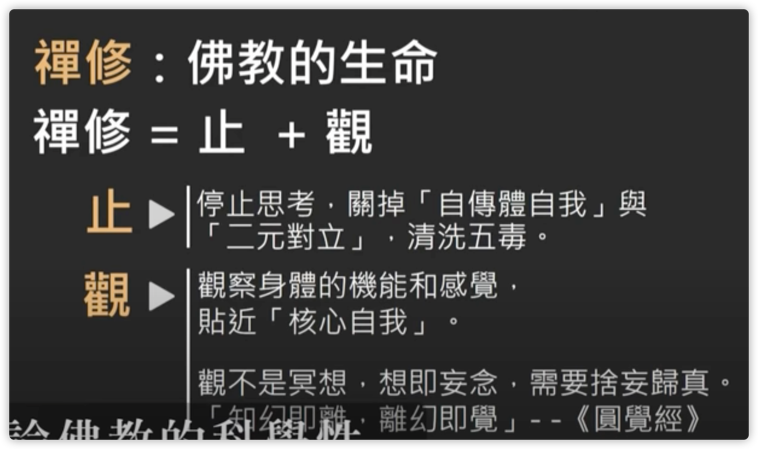 禪修：佛教的生命
禪修 = 止 + 觀
止 停止思考，關掉「自傳體自我」與
「二元對立」，清洗五毒。
觀 觀察身體的機能和感覺，
貼近「核心自我」。
觀不是冥想，想即妄念，需要捨妄歸真。
「知幻即離，離幻即覺」--《圓覺經》
論佛教的科學性